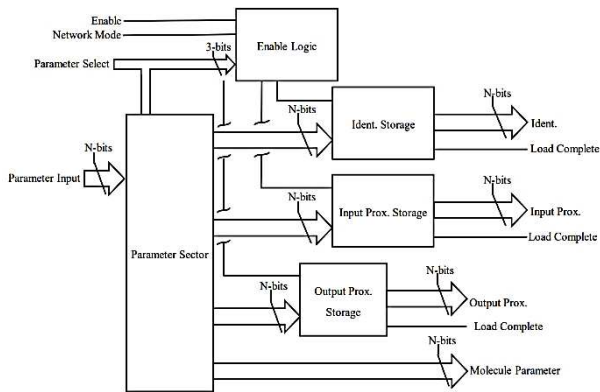 Enable
Network Mode
Parameter Select
3-bits
Enable Logic
N-bits
Parameter Input
Parameter Sector
N-bits
Ident. Storage
N-bits
Ident.
Load Complete
N-bits
Input Prox. Storage
N-bits
Input Prox.
Load Complete
N-bits
Output Prox.
Storage
N-bits
Output Prox.
Load Complete
N-bits
Molecule Parameter